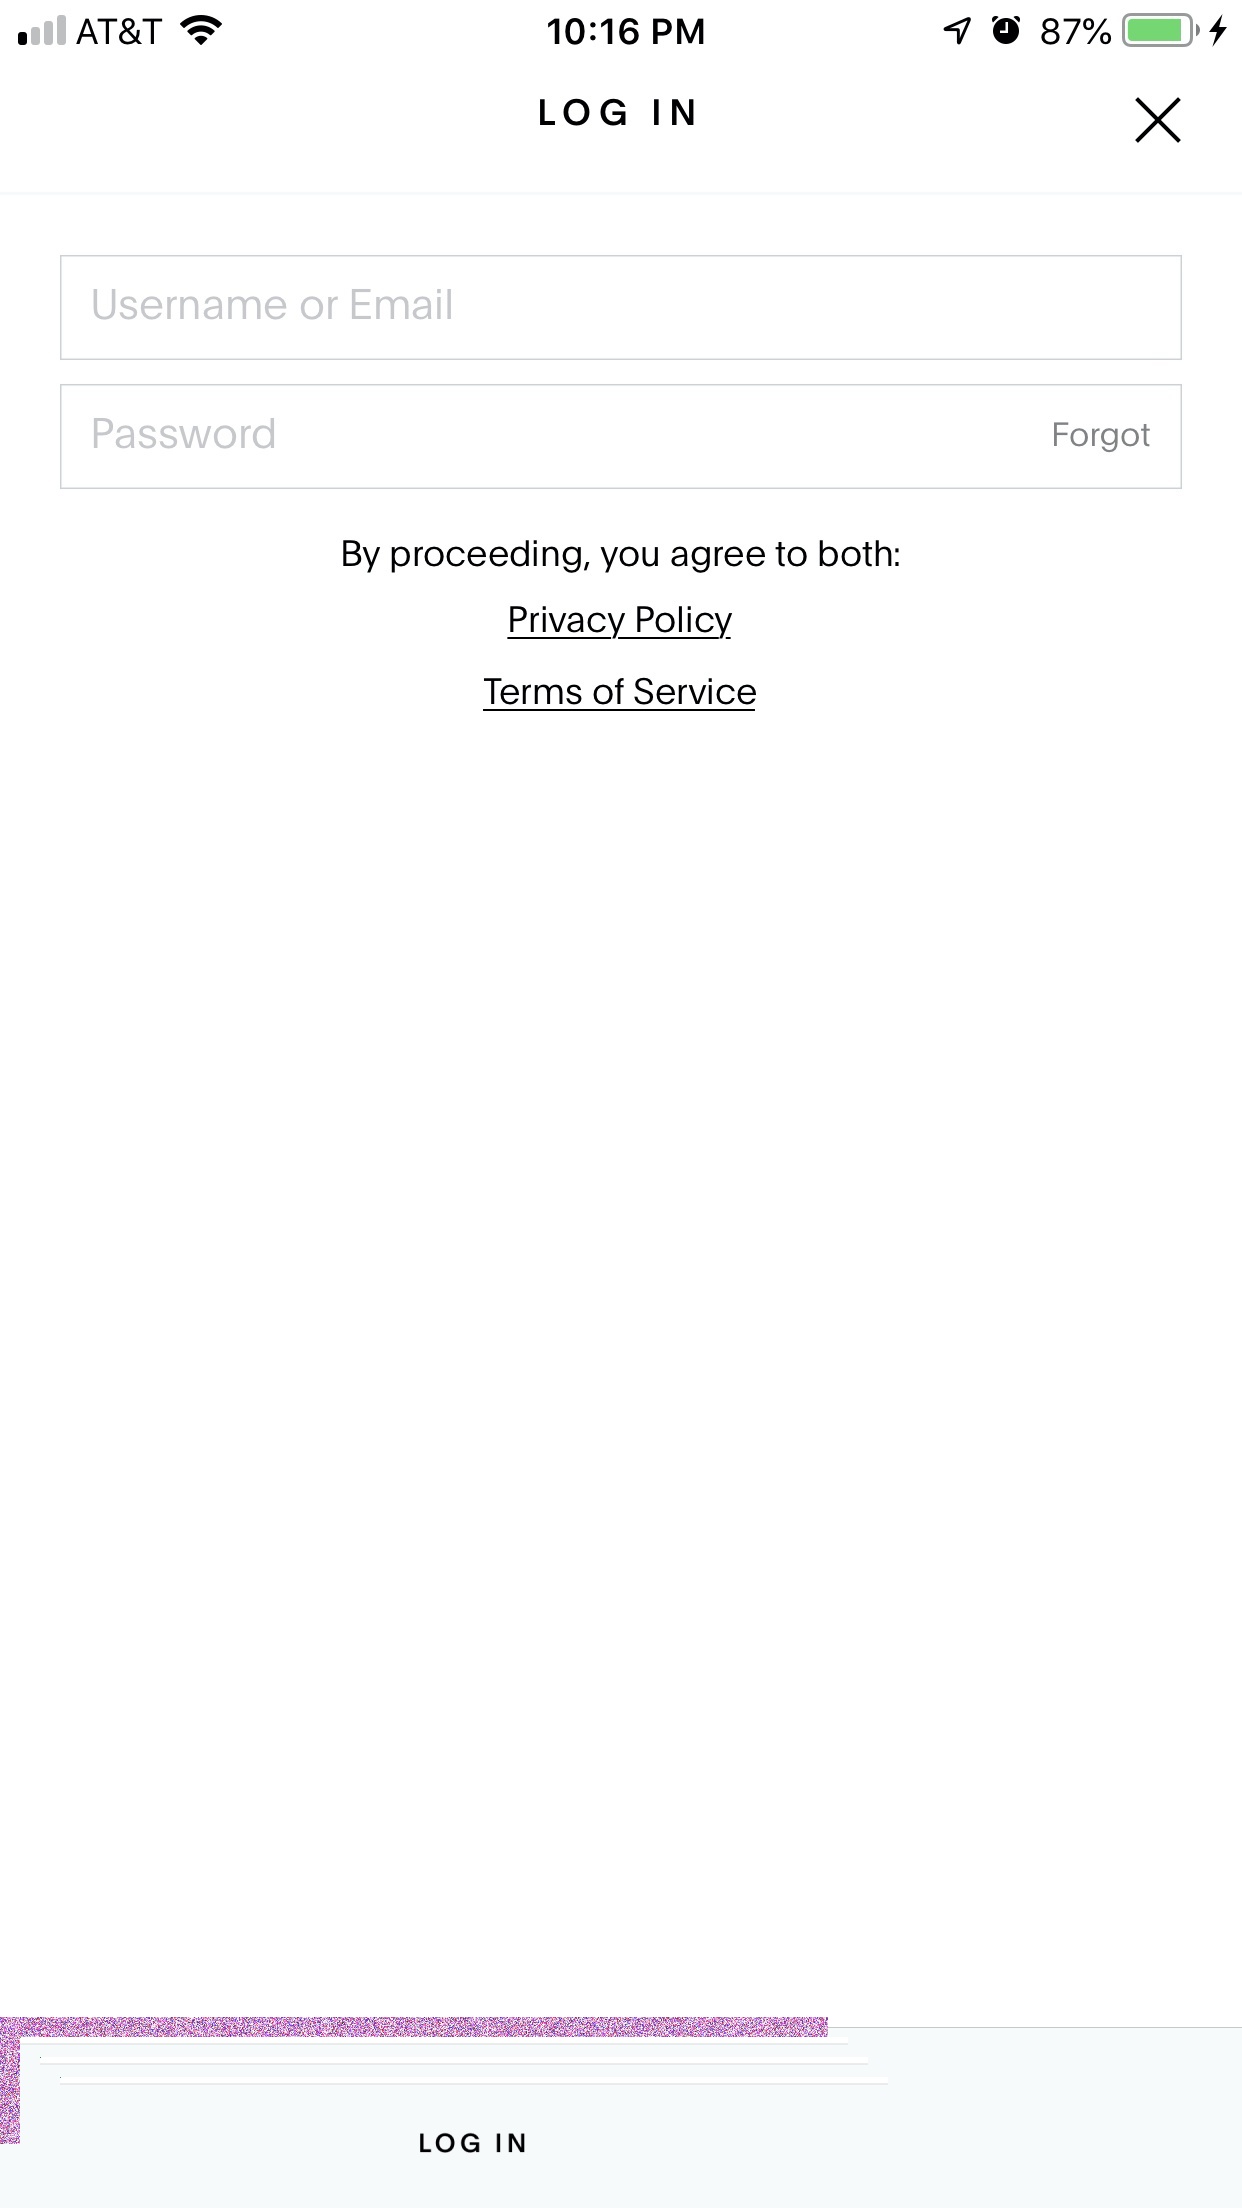 AT&T 10:16 PM 87%
LOG IN
Username or Email
Password Forgot
By proceeding, you agree to both:
Privacy Policy
Terms of Service
LOG IN